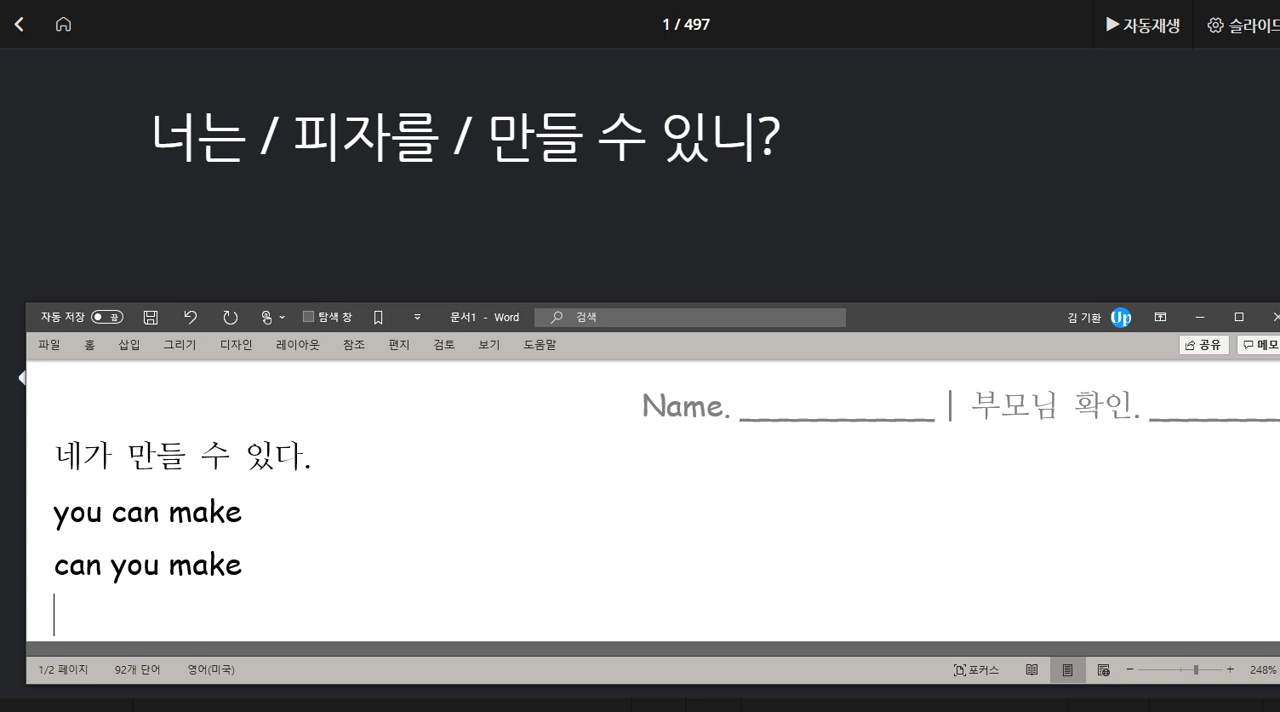 1 / 497
자동재생
슬라이드
너는 / 피자를 / 만들 수 있니?
자동 저장 끔 탐색 창 문서1 - Word 검색 김 기환 Up
파일 홈 삽입 그리기 디자인 레이아웃 참조 편지 검토 보기 도움말 공유 메모
Name. ____________ | 부모님 확인. ________
네가 만들 수 있다.
you can make
can you make
1/2 페이지 92개 단어 영어(미국) 포커스 248%